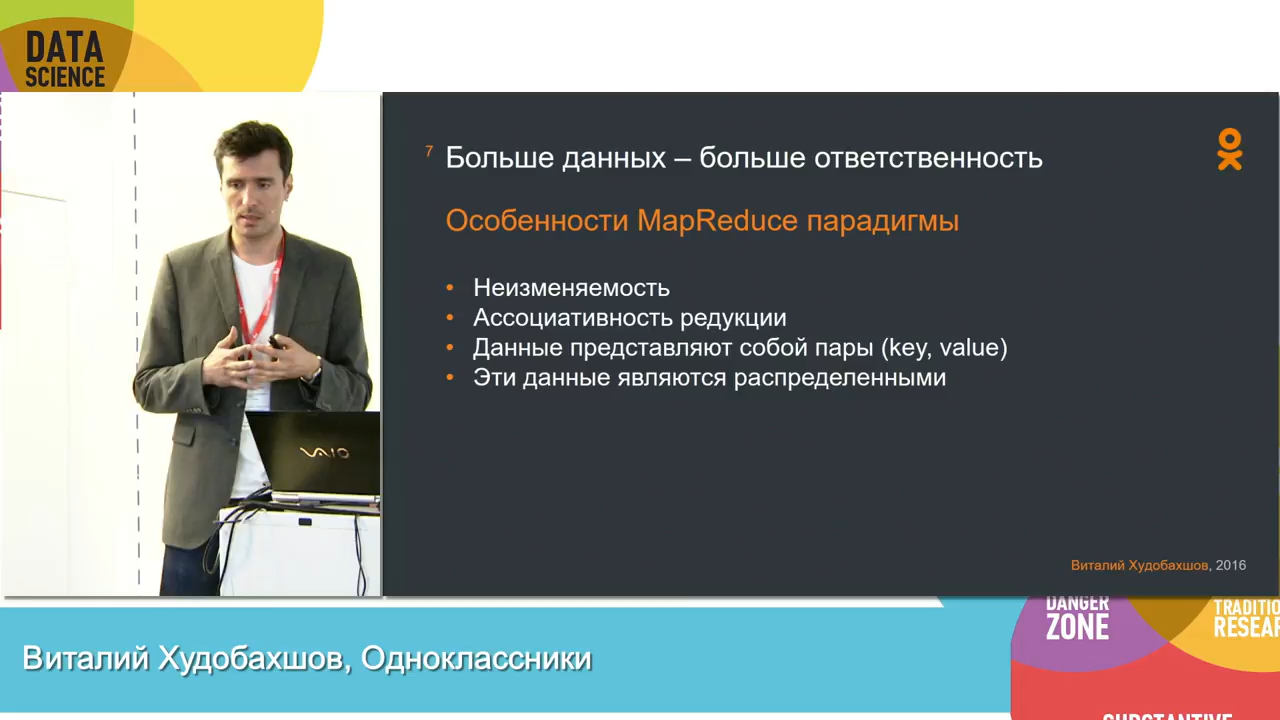 DATA
SCIENCE
7
Больше данных – больше ответственность
Особенности MapReduce парадигмы
• Неизменяемость
• Ассоциативность редукции
• Данные представляют собой пары (key, value)
• Эти данные являются распределенными
VAIO
Виталий Худобахшов, 2016
DANGER
ZONE
TRADITIO
RESEAR
SUBSTANTIVE
Виталий Худобахшов, Одноклассники